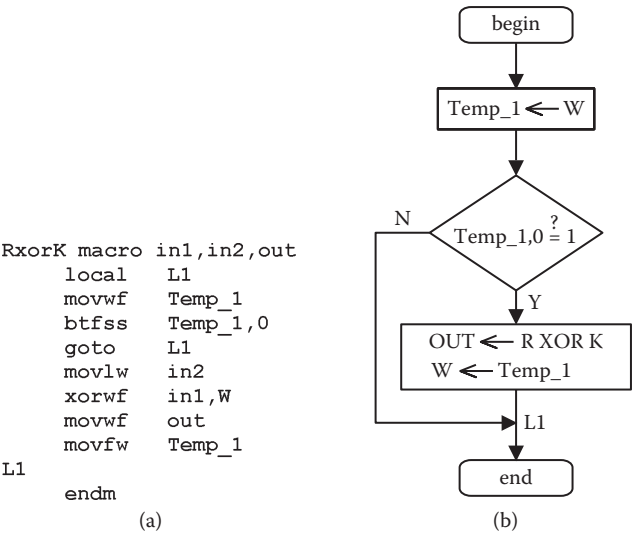 RxorK macro in1,in2,out
local L1
movwf Temp_1
btfss Temp_1,0
goto L1
movlw in2
xorwf in1,W
movwf out
movfw Temp_1
L1
endm
(a)
begin
Temp_1 ← W
Temp_1,0 ≟ 1
N
Y
OUT ← R XOR K
W ← Temp_1
L1
end
(b)